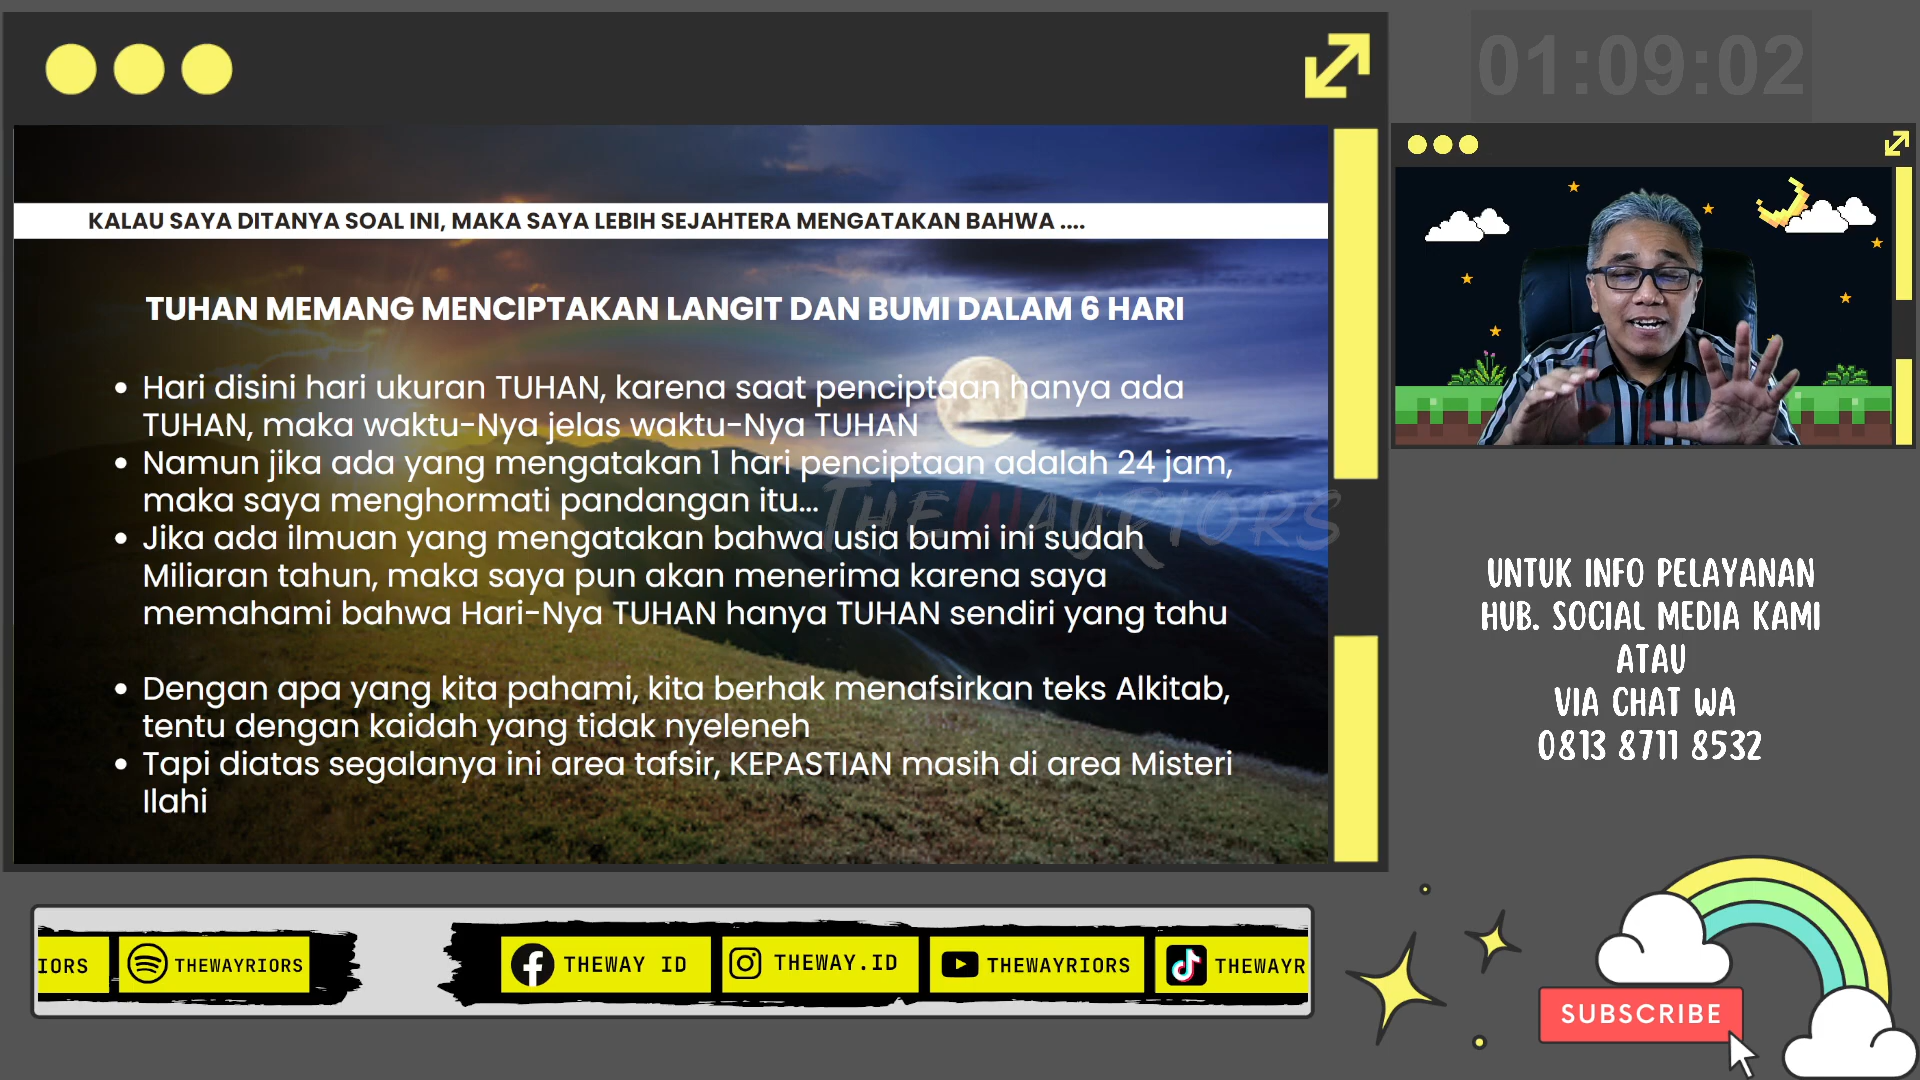 01:09:02
KALAU SAYA DITANYA SOAL INI, MAKA SAYA LEBIH SEJAHTERA MENGATAKAN BAHWA ....
TUHAN MEMANG MENCIPTAKAN LANGIT DAN BUMI DALAM 6 HARI
• Hari disini hari ukuran TUHAN, karena saat penciptaan hanya ada
TUHAN, maka waktu-Nya jelas waktu-Nya TUHAN
• Namun jika ada yang mengatakan 1 hari penciptaan adalah 24 jam,
maka saya menghormati pandangan itu...
• Jika ada ilmuan yang mengatakan bahwa usia bumi ini sudah
Miliaran tahun, maka saya pun akan menerima karena saya
memahami bahwa Hari-Nya TUHAN hanya TUHAN sendiri yang tahu
• Dengan apa yang kita pahami, kita berhak menafsirkan teks Alkitab,
tentu dengan kaidah yang tidak nyeleneh
• Tapi diatas segalanya ini area tafsir, KEPASTIAN masih di area Misteri
Ilahi
THEWAYRIORS
UNTUK INFO PELAYANAN
HUB. SOCIAL MEDIA KAMI
ATAU
VIA CHAT WA
0813 8711 8532
IORS
THEWAYRIORS
THEWAY ID
THEWAY.ID
THEWAYRIORS
THEWAYR
SUBSCRIBE